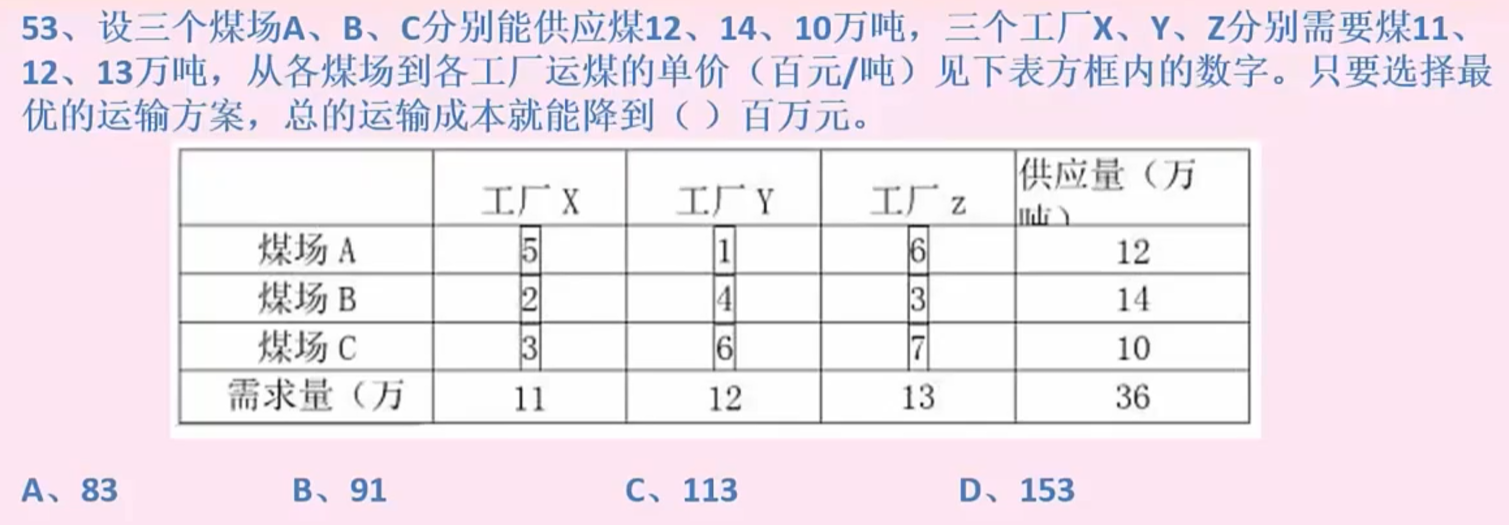 53、设三个煤场A、B、C分别能供应煤12、14、10万吨，三个工厂X、Y、Z分别需要煤11、
12、13万吨，从各煤场到各工厂运煤的单价（百元/吨）见下表方框内的数字。只要选择最
优的运输方案，总的运输成本就能降到（ ）百万元。
工厂 X 工厂 Y 工厂 z 供应量（万
吨）
煤场 A 5 1 6 12
煤场 B 2 4 3 14
煤场 C 3 6 7 10
需求量（万 11 12 13 36
A、83 B、91 C、113 D、153